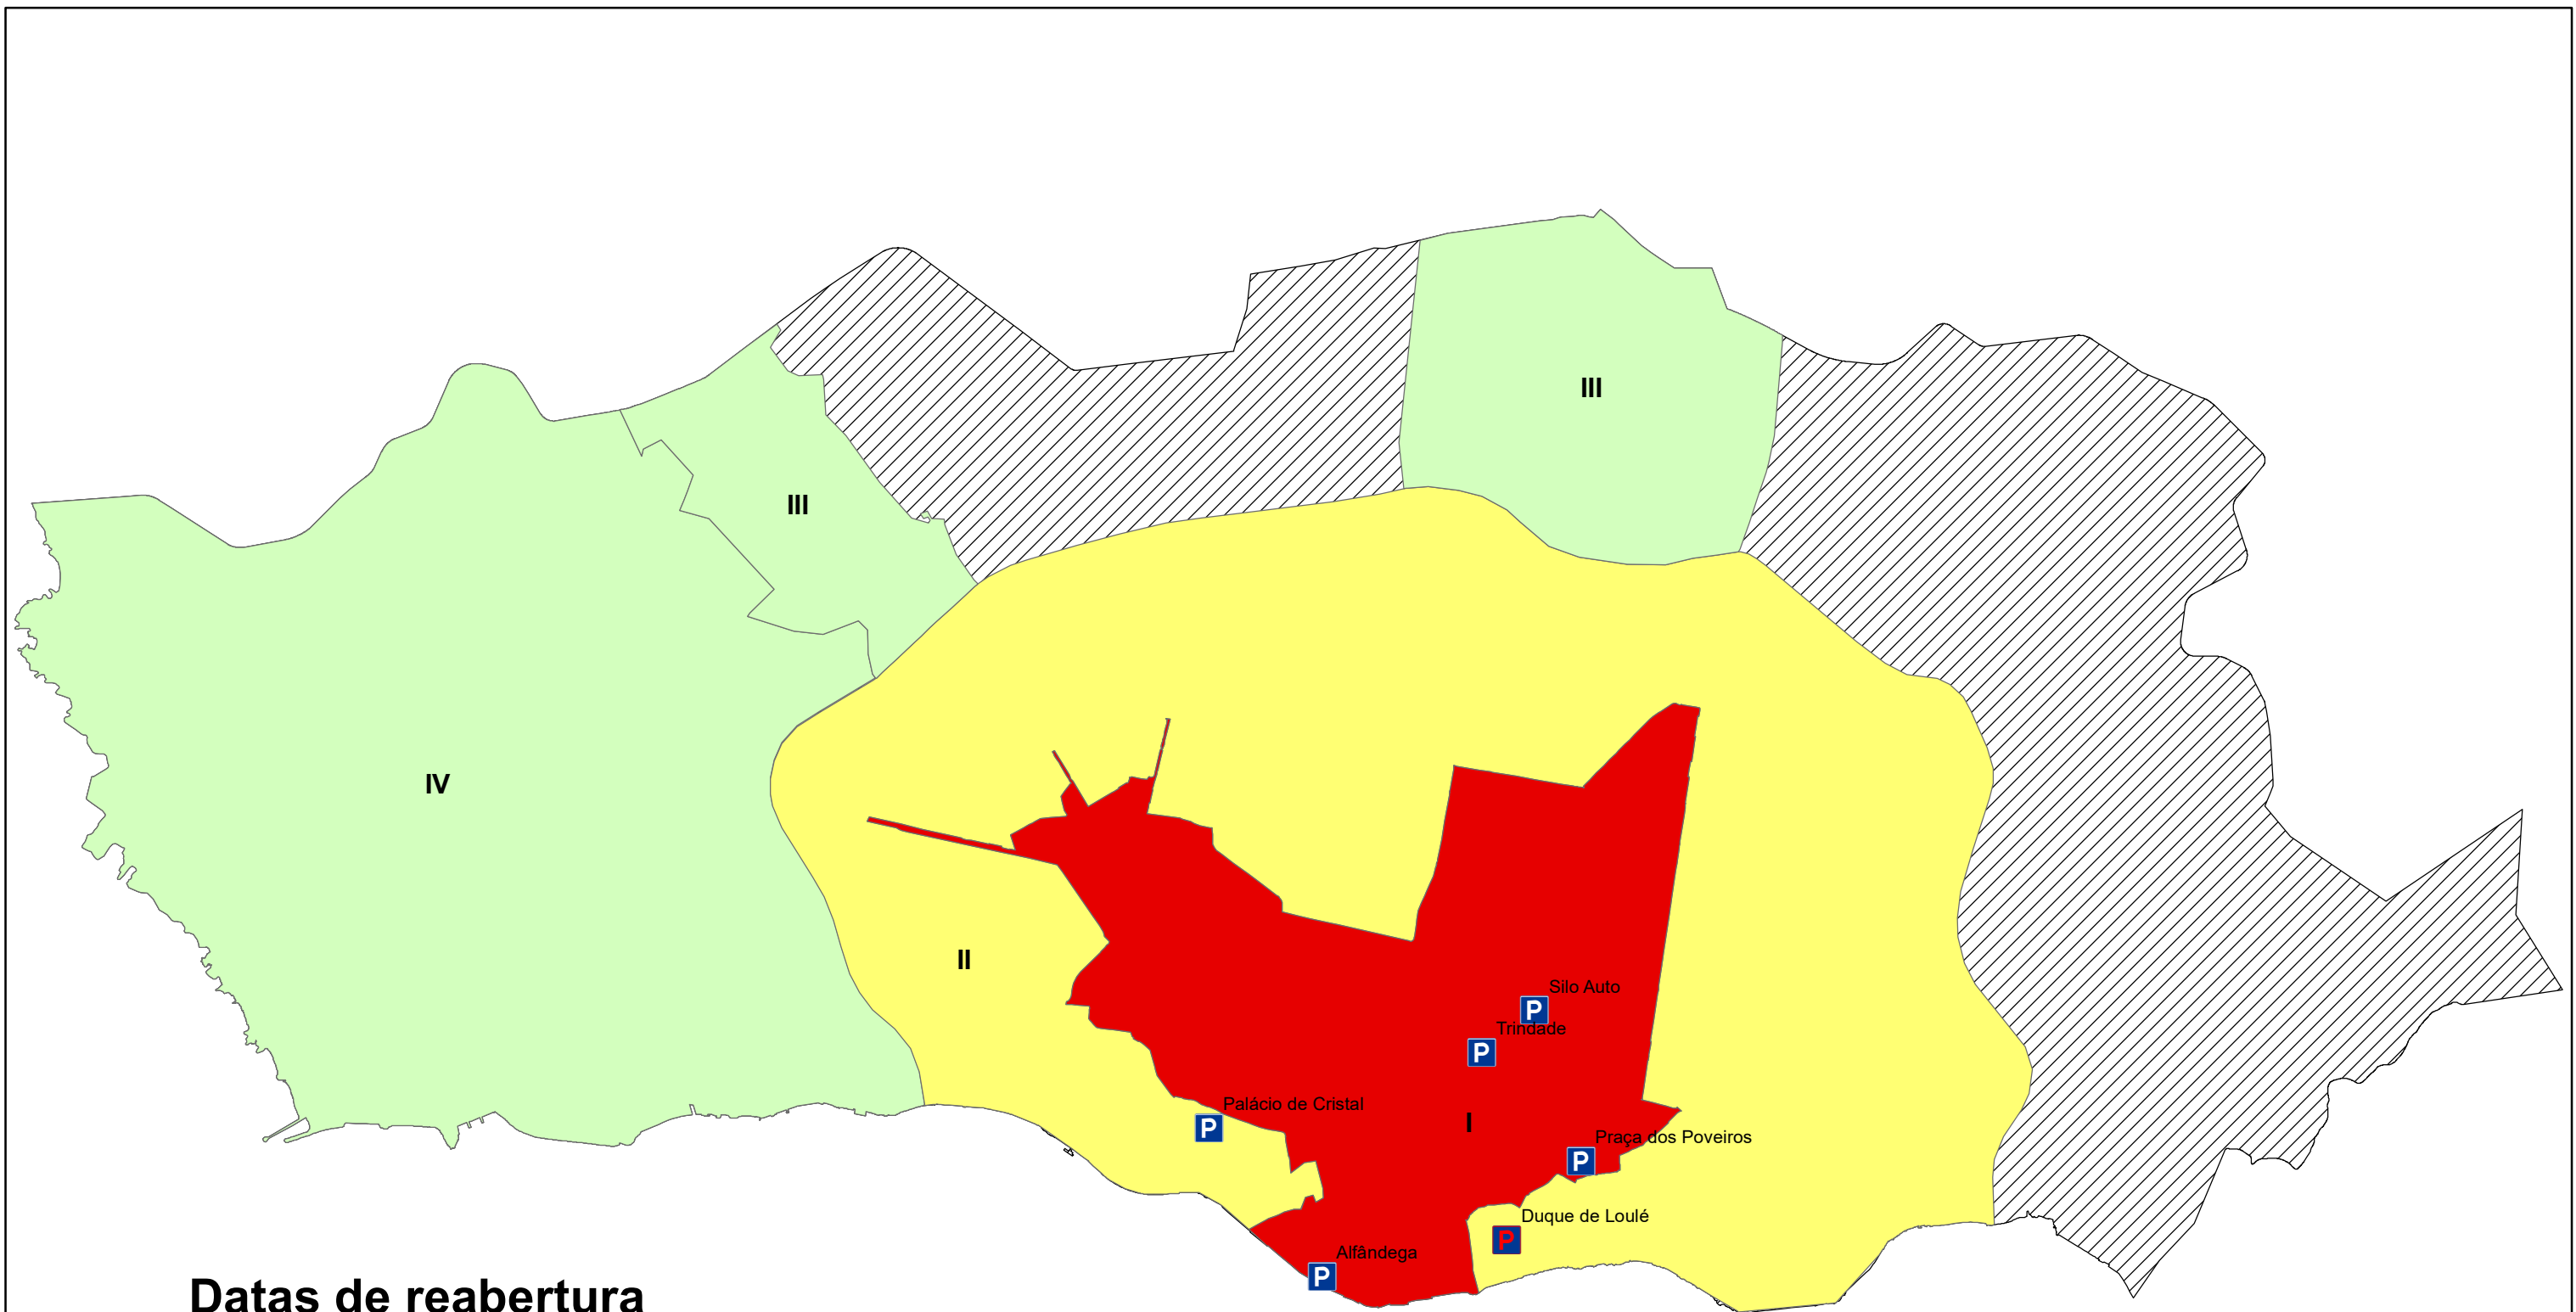 III
III
IV
II
Silo Auto
P
Trindade
P
Palácio de Cristal
P
I
Praça dos Poveiros
P
Duque de Loulé
P
Alfândega
P
Datas de reabertura